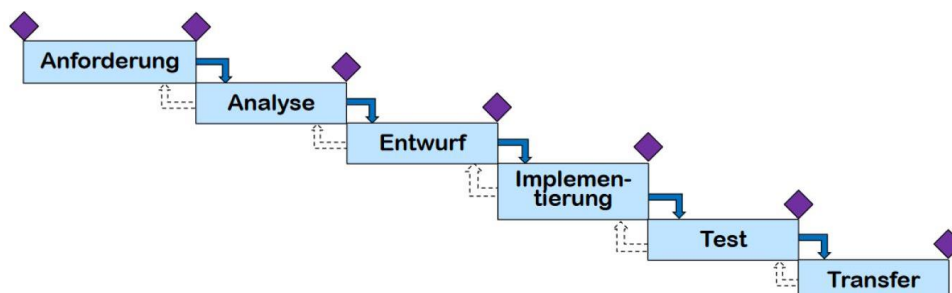 Anforderung
Analyse
Entwurf
Implemen-
tierung
Test
Transfer